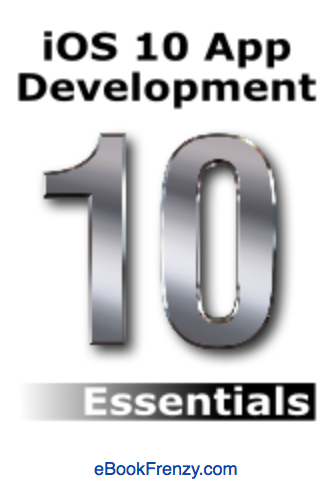 iOS 10 App
Development
10
Essentials
eBookFrenzy.com